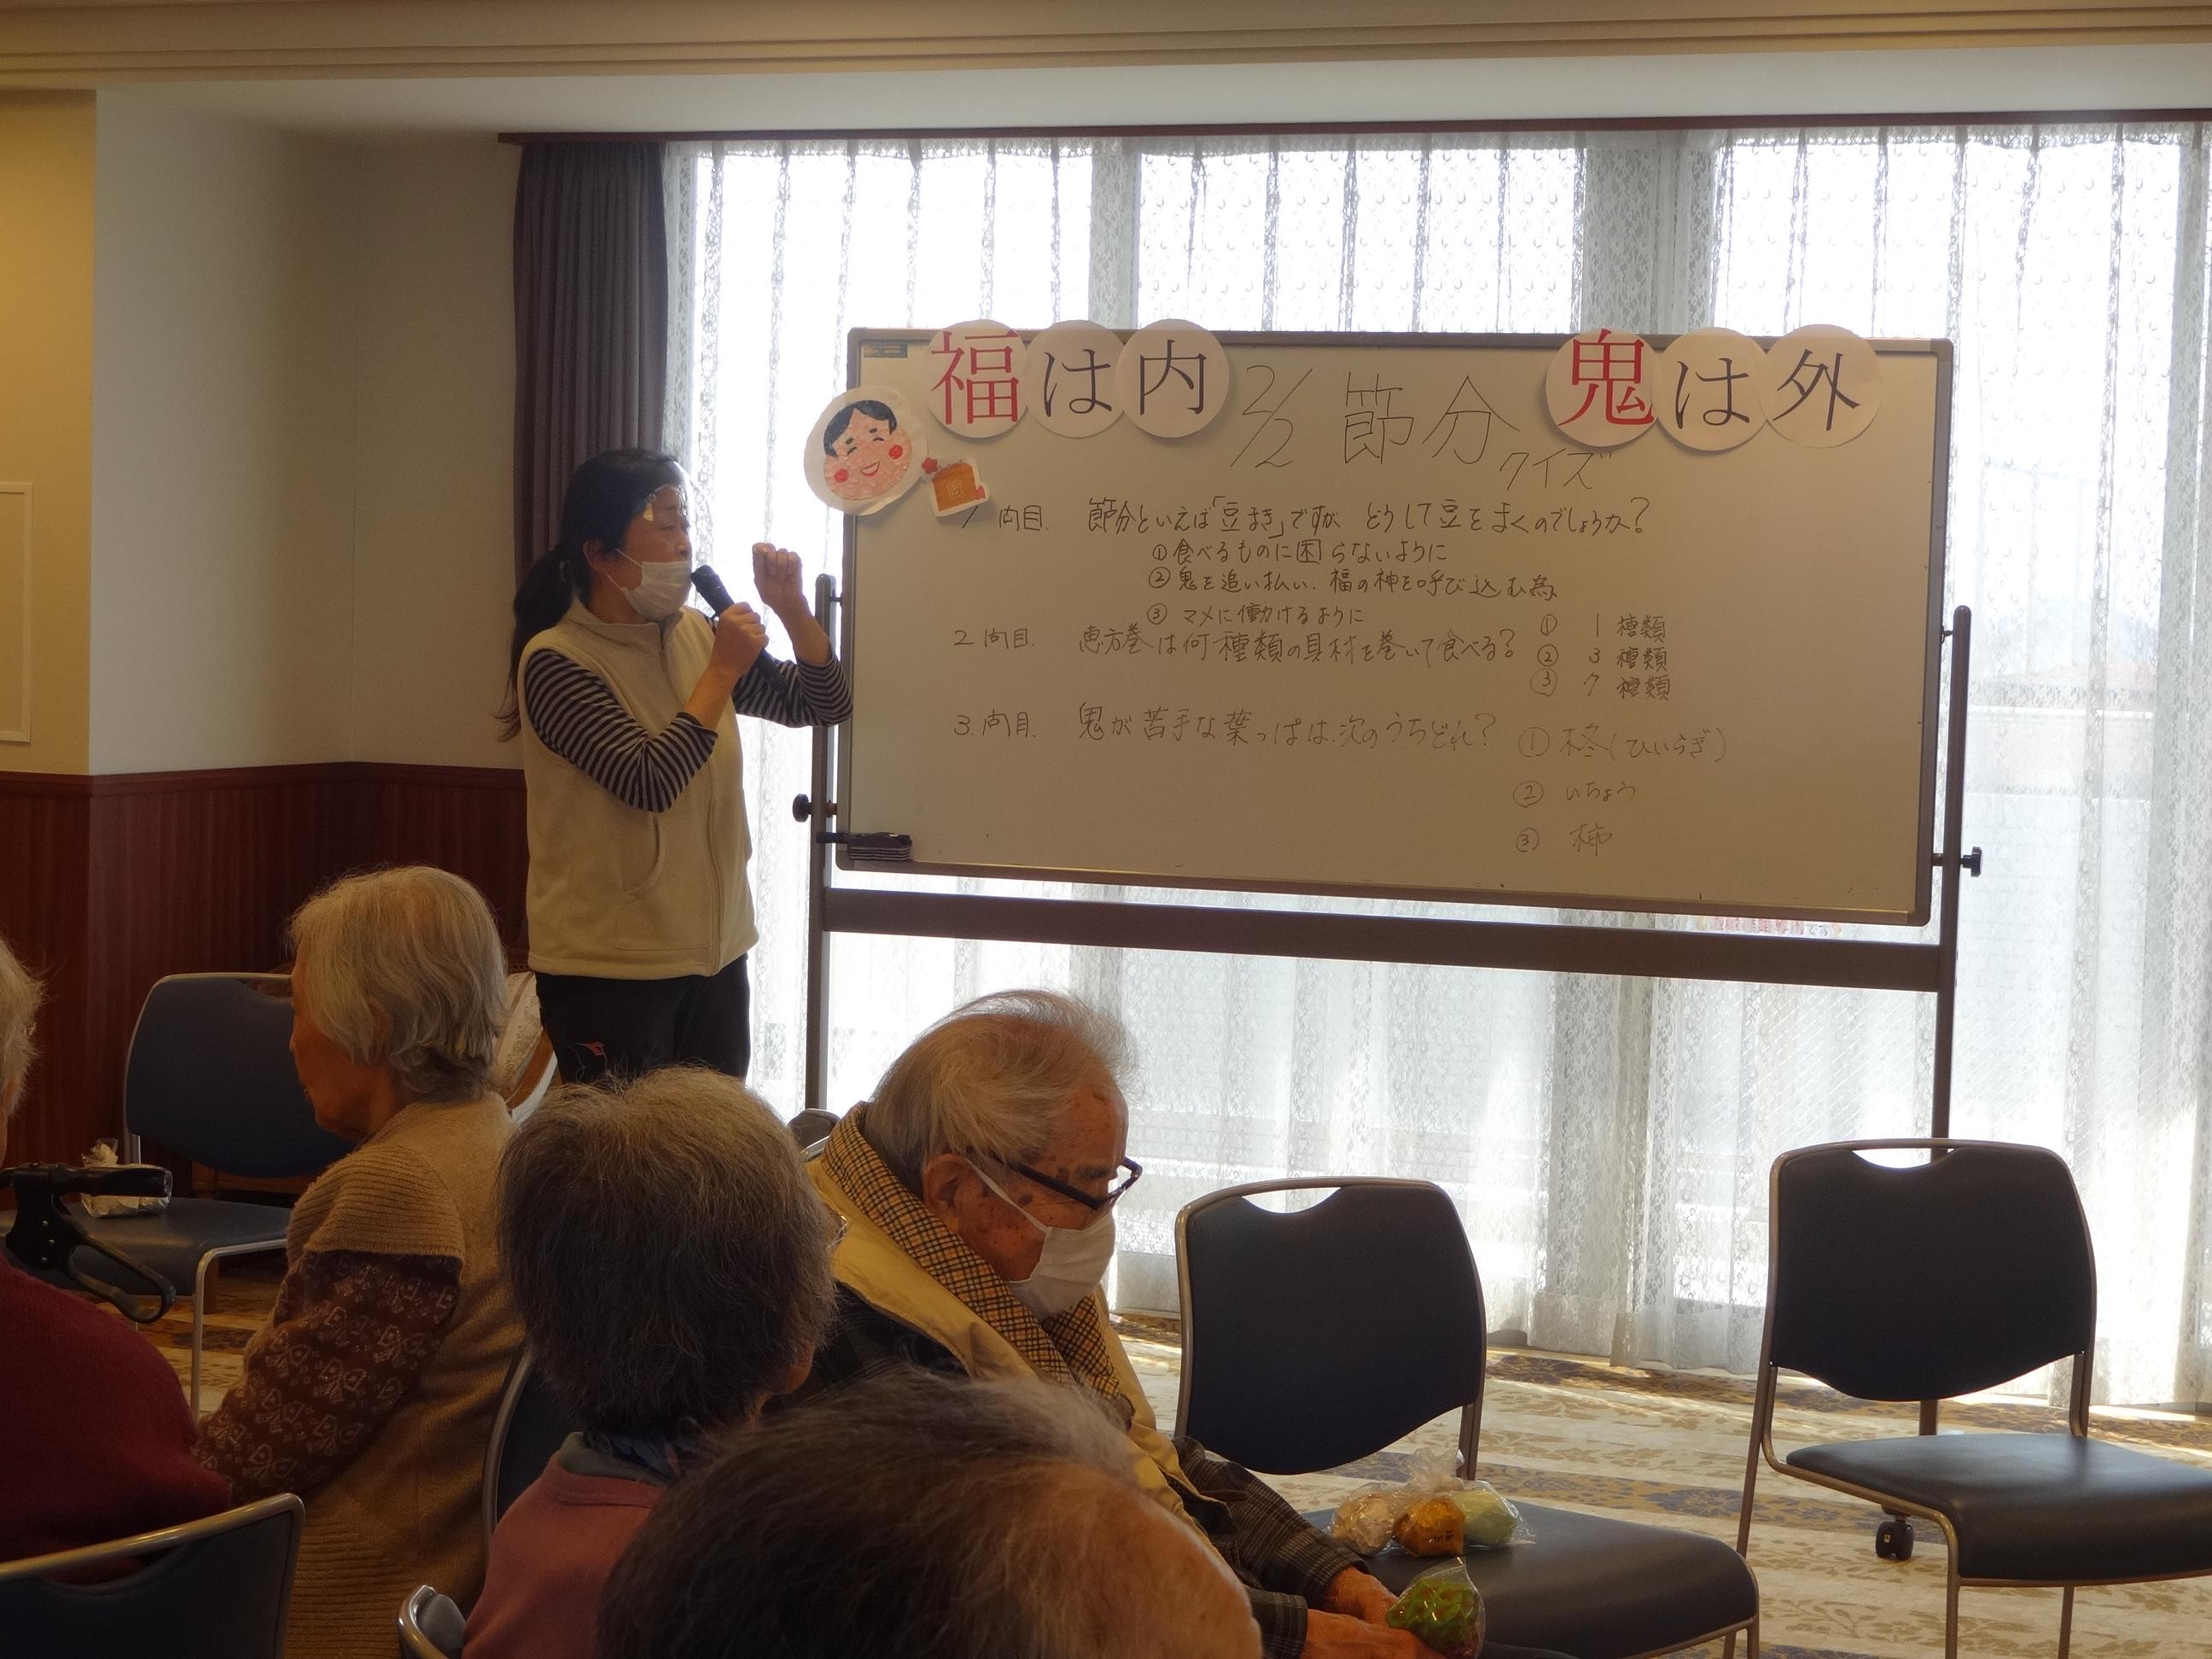 福は内 2/2 節分 クイズ 鬼は外
1問目. 節分といえば「豆まき」ですが どうして豆をまくのでしょうか?
①食べるものに困らないように
②鬼を追い払い、福の神を呼び込む為
③マメに働けるように
2問目. 恵方巻は何種類の具材を巻いて食べる?
① 1種類
② 3種類
③ 7種類
3.問目. 鬼が苦手な葉っぱは、次のうちどれ?
①柊(ひいらぎ)
② いちょう
③ 柿